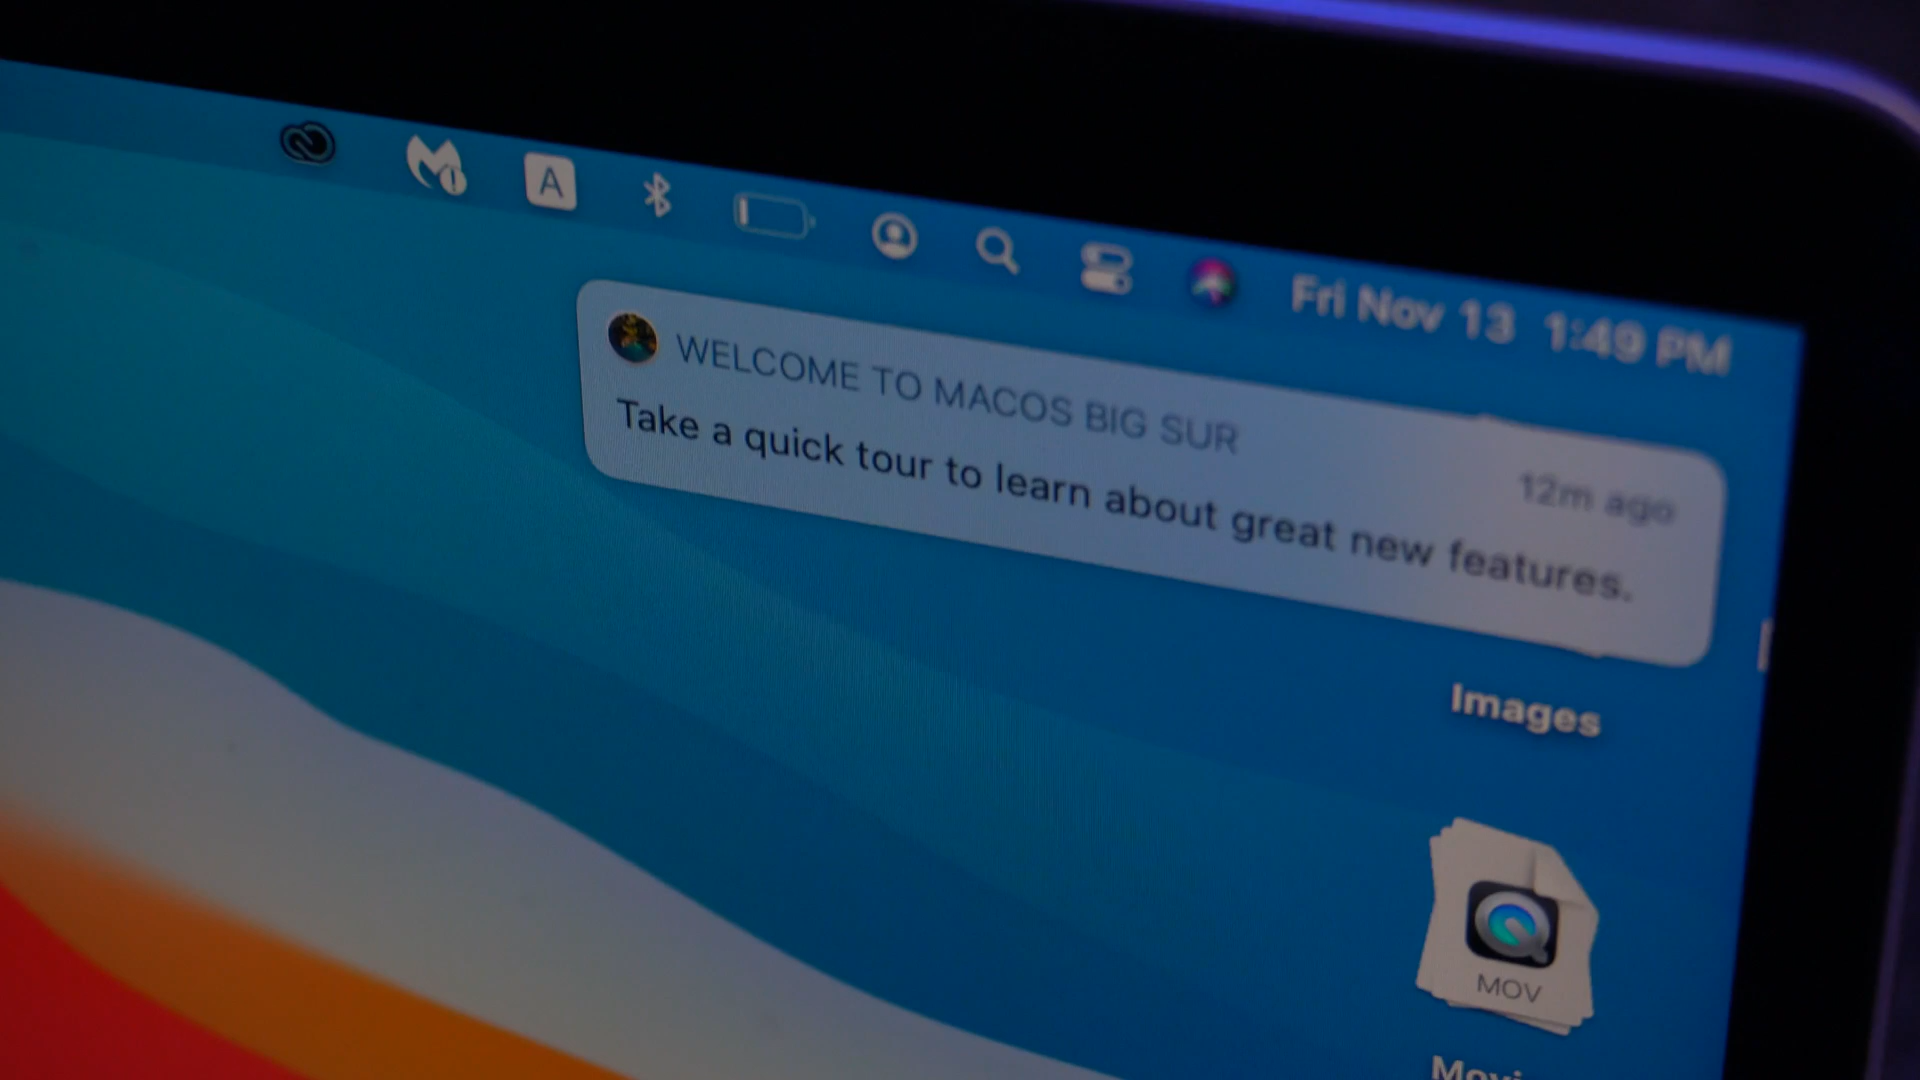 A
Fri Nov 13 1:49 PM
WELCOME TO MACOS BIG SUR
12m ago
Take a quick tour to learn about great new features.
Images
MOV